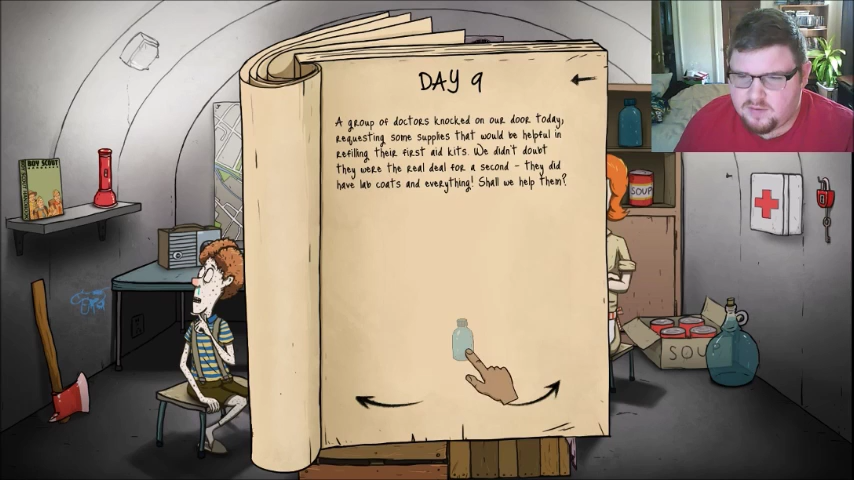 DAY 9
A group of doctors knocked on our door today,
requesting some supplies that would be helpful in
refilling their first aid kits. We didn't doubt
they were the real deal for a second - they did
have lab coats and everything! Shall we help them?
BOY SCOUT
SOUP
SOU